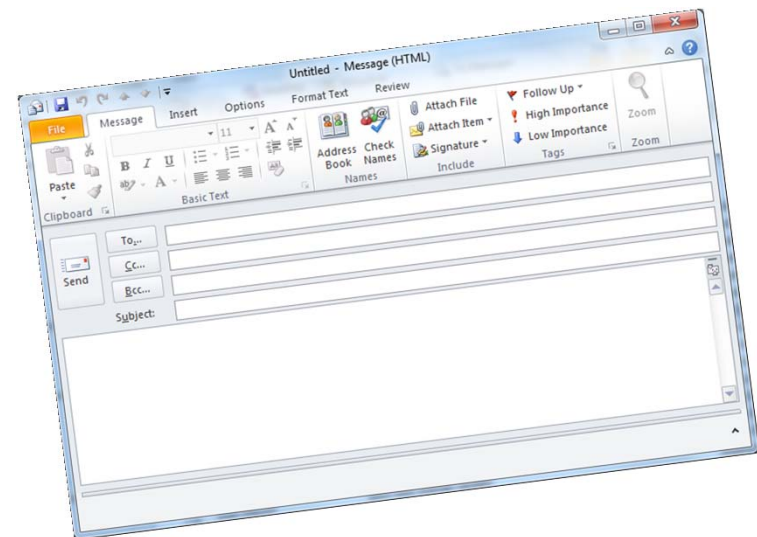 Untitled - Message (HTML)
File Message Insert Options Format Text Review
Paste
Clipboard
11 A A
B I U
ab A
Basic Text
Address Book
Check Names
Names
Attach File
Attach Item
Signature
Include
Follow Up
High Importance
Low Importance
Tags
Zoom
Zoom
Send
To...
Cc...
Bcc...
Subject: